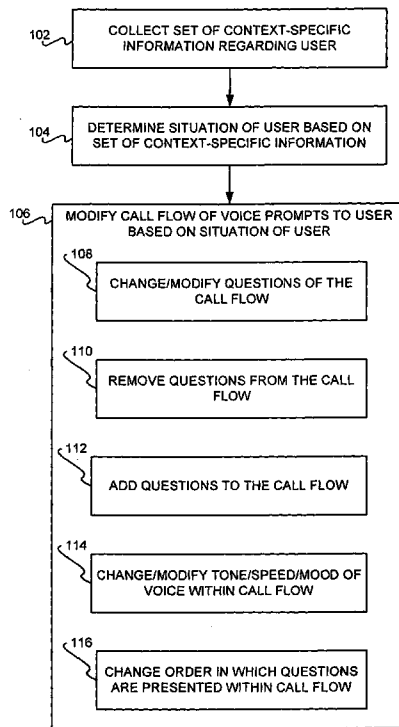 102
COLLECT SET OF CONTEXT-SPECIFIC
INFORMATION REGARDING USER
104
DETERMINE SITUATION OF USER BASED ON
SET OF CONTEXT-SPECIFIC INFORMATION
106
MODIFY CALL FLOW OF VOICE PROMPTS TO USER
BASED ON SITUATION OF USER
108
CHANGE/MODIFY QUESTIONS OF THE
CALL FLOW
110
REMOVE QUESTIONS FROM THE CALL
FLOW
112
ADD QUESTIONS TO THE CALL FLOW
114
CHANGE/MODIFY TONE/SPEED/MOOD OF
VOICE WITHIN CALL FLOW
116
CHANGE ORDER IN WHICH QUESTIONS
ARE PRESENTED WITHIN CALL FLOW